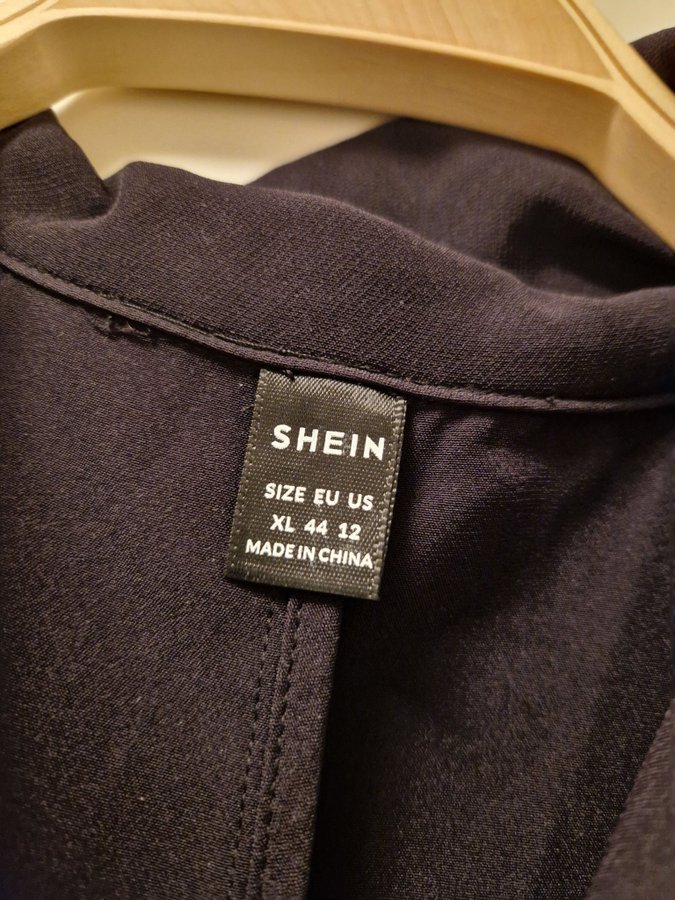 SHEIN
SIZE EU US
XL 44 12
MADE IN CHINA